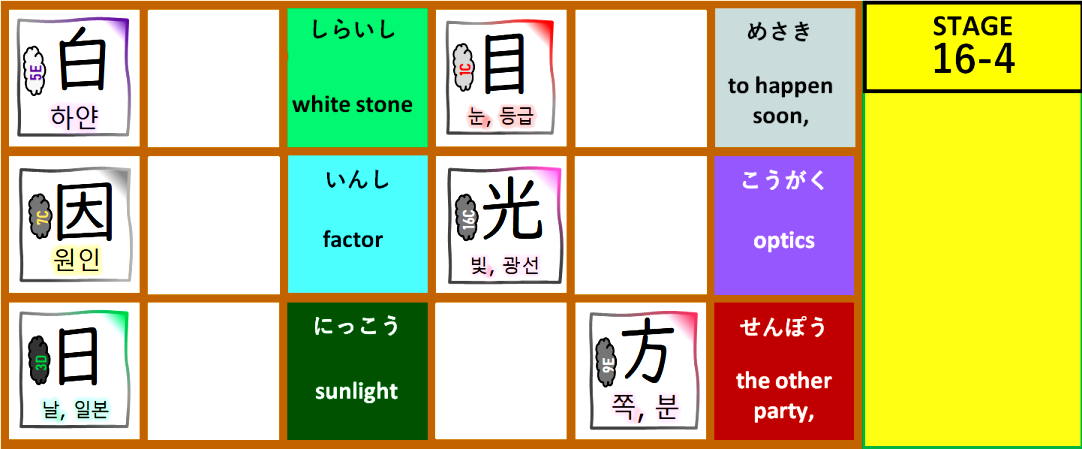 5E
白
하얀
しらいし
white stone
1C
目
눈, 등급
めさき
to happen
soon,
STAGE
16-4
7C
因
원인
いんし
factor
16C
光
빛, 광선
こうがく
optics
3D
日
날, 일본
にっこう
sunlight
9E
方
쪽, 분
せんぽう
the other
party,